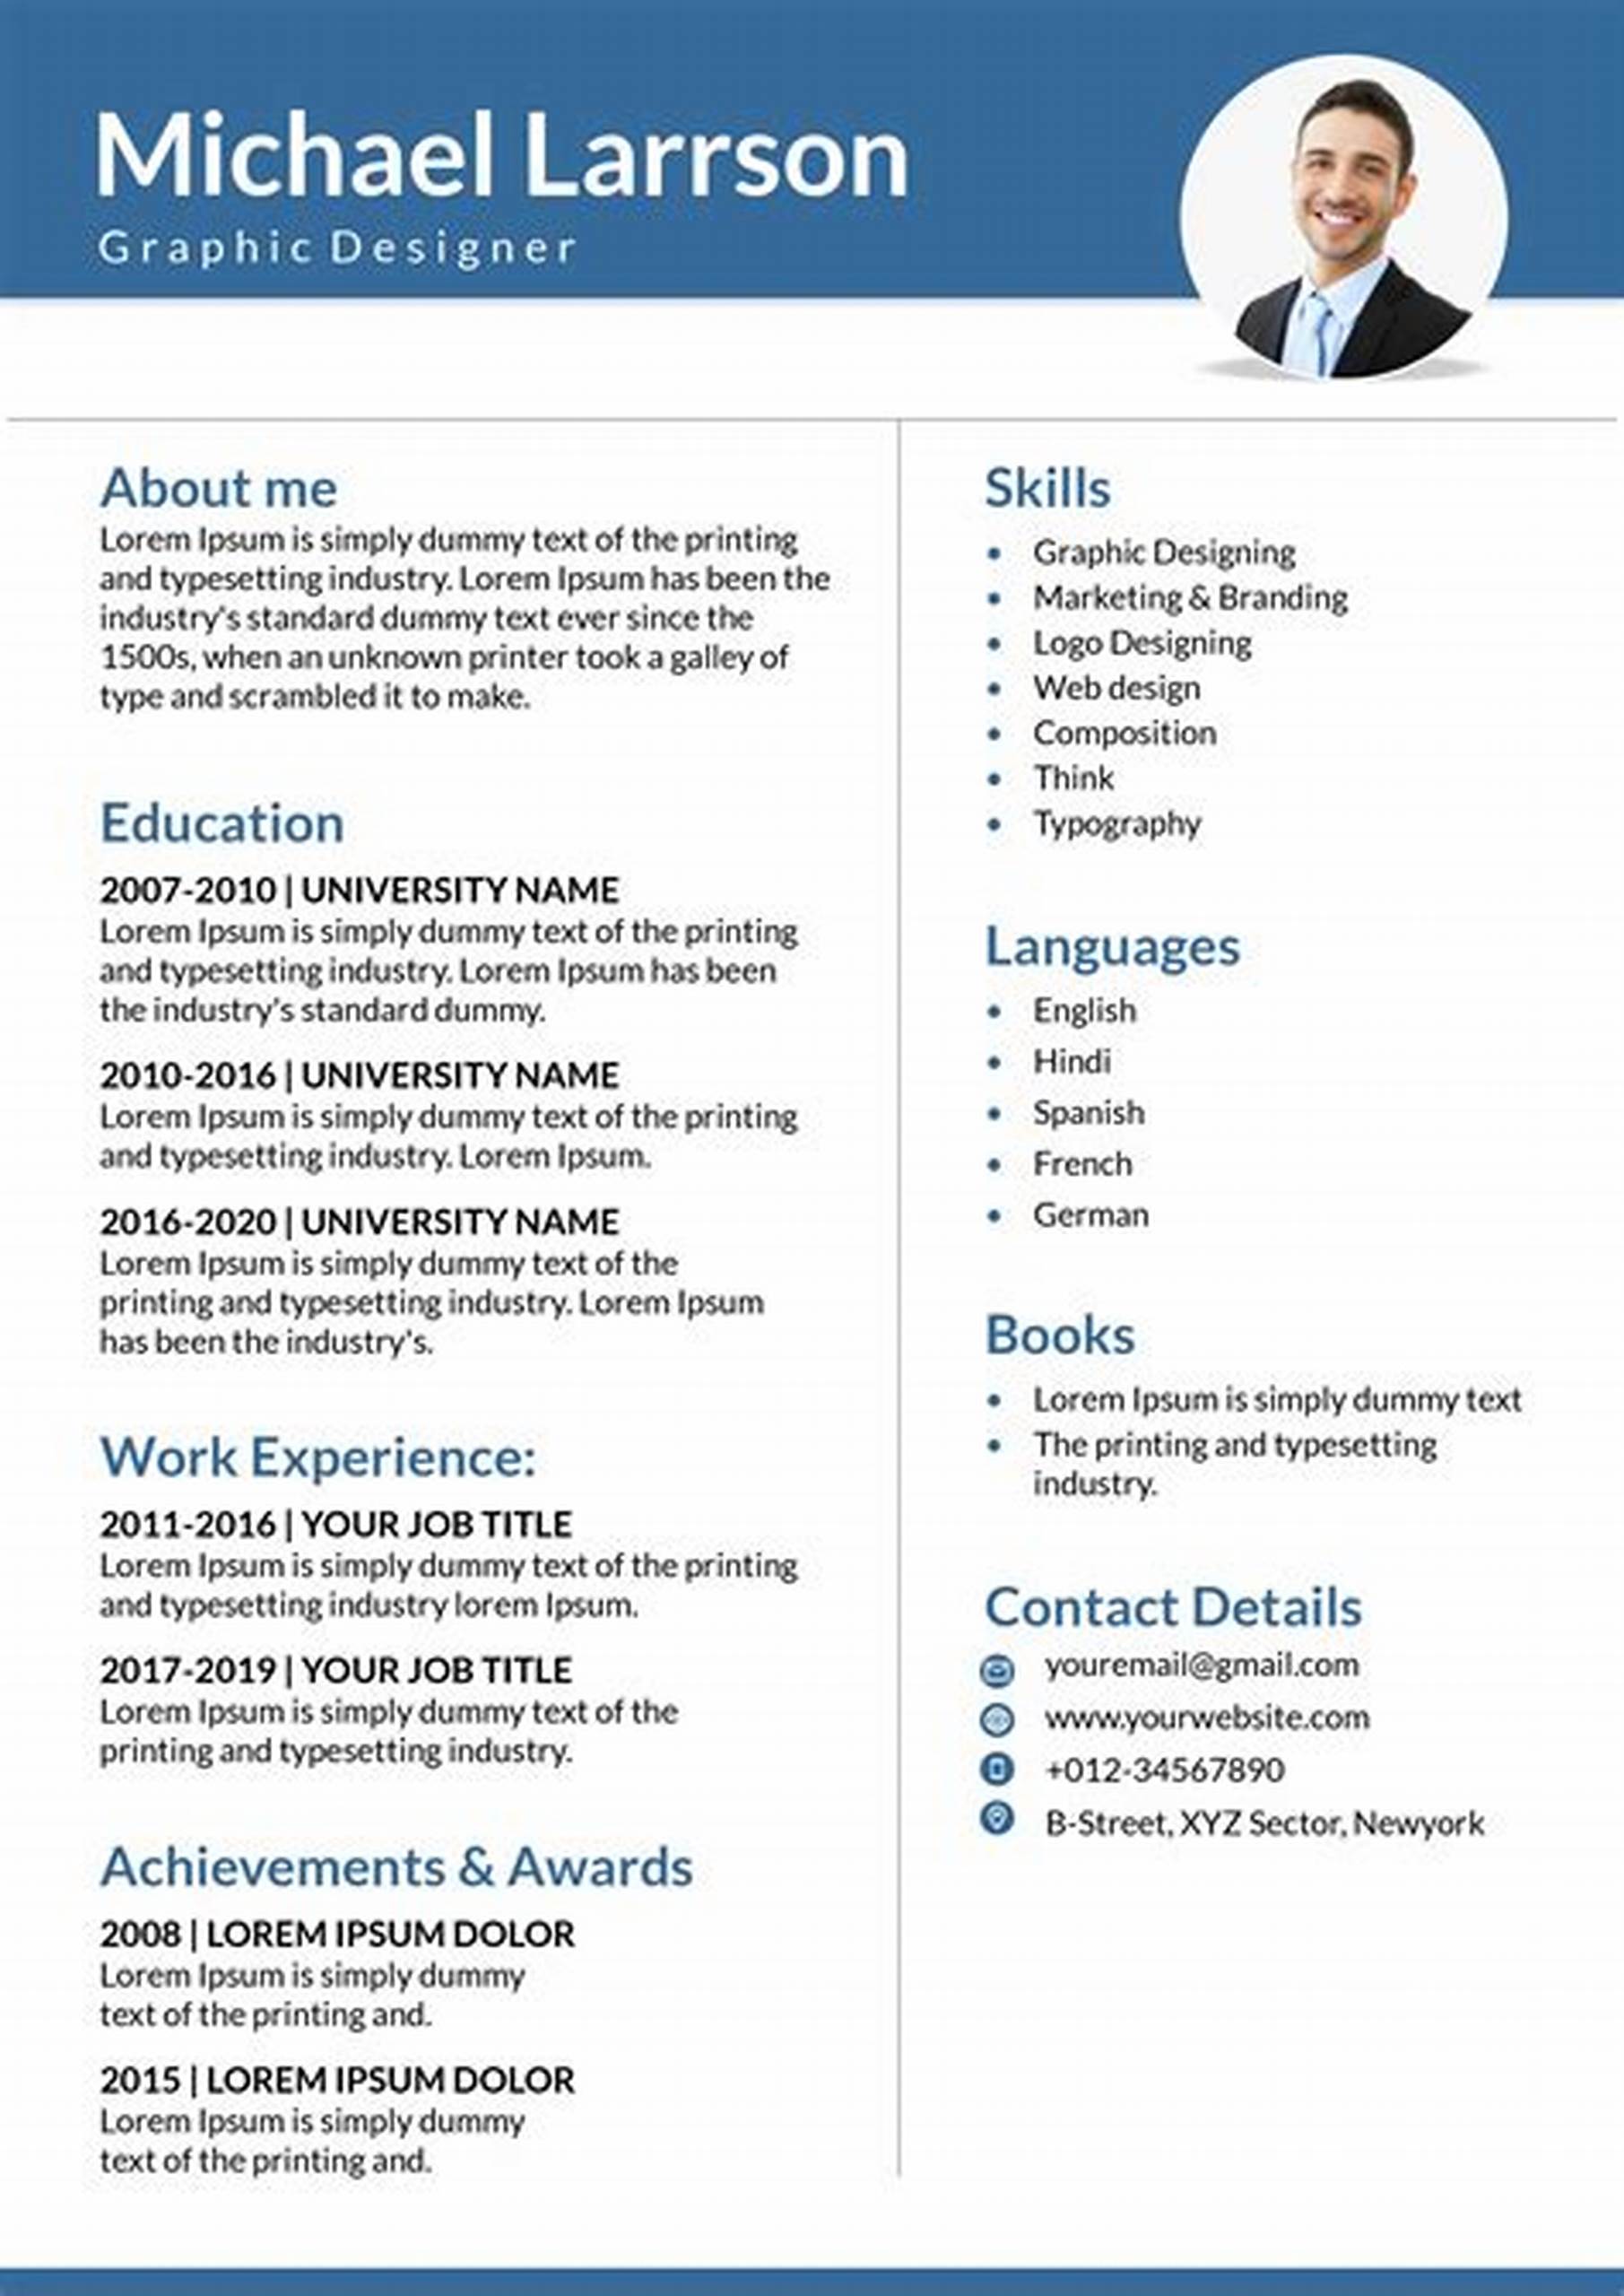 Michael Larrson
Graphic Designer
About me
Lorem Ipsum is simply dummy text of the printing
and typesetting industry. Lorem Ipsum has been the
industry's standard dummy text ever since the
1500s, when an unknown printer took a galley of
type and scrambled it to make.
Education
2007-2010 | UNIVERSITY NAME
Lorem Ipsum is simply dummy text of the printing
and typesetting industry. Lorem Ipsum has been
the industry's standard dummy.
2010-2016 | UNIVERSITY NAME
Lorem Ipsum is simply dummy text of the printing
and typesetting industry. Lorem Ipsum.
2016-2020 | UNIVERSITY NAME
Lorem Ipsum is simply dummy text of the
printing and typesetting industry. Lorem Ipsum
has been the industry's.
Work Experience:
2011-2016 | YOUR JOB TITLE
Lorem Ipsum is simply dummy text of the printing
and typesetting industry lorem Ipsum.
2017-2019 | YOUR JOB TITLE
Lorem Ipsum is simply dummy text of the
printing and typesetting industry.
Achievements & Awards
2008 | LOREM IPSUM DOLOR
Lorem Ipsum is simply dummy
text of the printing and.
2015 | LOREM IPSUM DOLOR
Lorem Ipsum is simply dummy
text of the printing and.
Skills
• Graphic Designing
• Marketing & Branding
• Logo Designing
• Web design
• Composition
• Think
• Typography
Languages
• English
• Hindi
• Spanish
• French
• German
Books
• Lorem Ipsum is simply dummy text
• The printing and typesetting
industry.
Contact Details
youremail@gmail.com
www.yourwebsite.com
+012-34567890
B-Street, XYZ Sector, Newyork